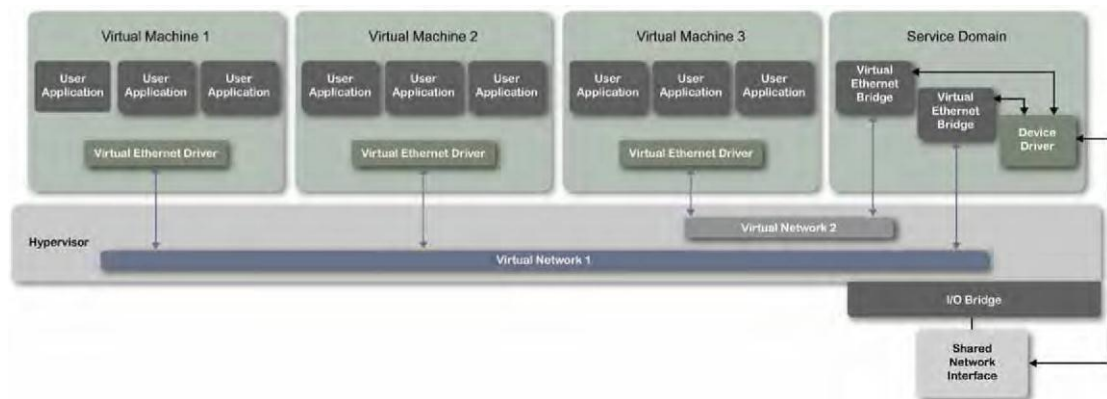 Virtual Machine 1
User
Application
User
Application
User
Application
Virtual Ethernet Driver
Virtual Machine 2
User
Application
User
Application
User
Application
Virtual Ethernet Driver
Virtual Machine 3
User
Application
User
Application
User
Application
Virtual Ethernet Driver
Service Domain
Virtual
Ethernet
Bridge
Virtual
Ethernet
Bridge
Device
Driver
Hypervisor
Virtual Network 2
Virtual Network 1
I/O Bridge
Shared
Network
Interface